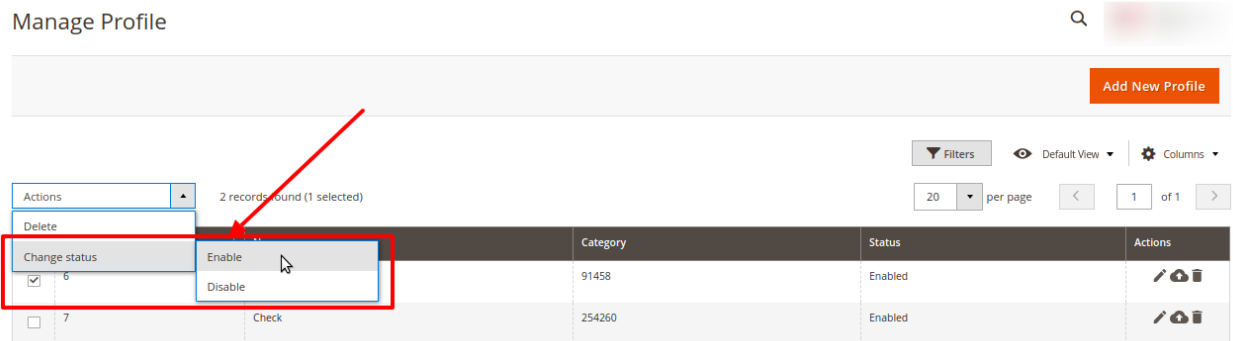 Manage Profile
Add New Profile
Filters
Default View
Columns
Actions
2 records found (1 selected)
20
per page
1
of 1
Delete
Category
Status
Actions
Change status
Enable
6
91458
Enabled
Disable
7
Check
254260
Enabled